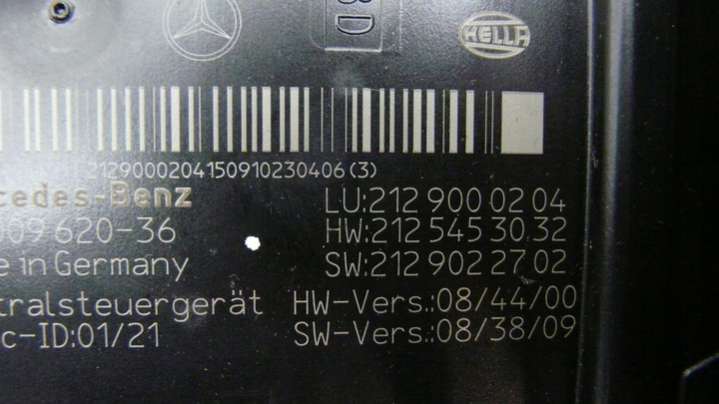 BD
HELLA
2129000204150910230406(3)
cedes-Benz LU:212 900 02 04
009 620-36 HW:212 545 30 32
e in Germany SW:212 902 27 02
tralsteuergerät HW-Vers.:08/44/00
c-ID:01/21 SW-Vers.:08/38/09